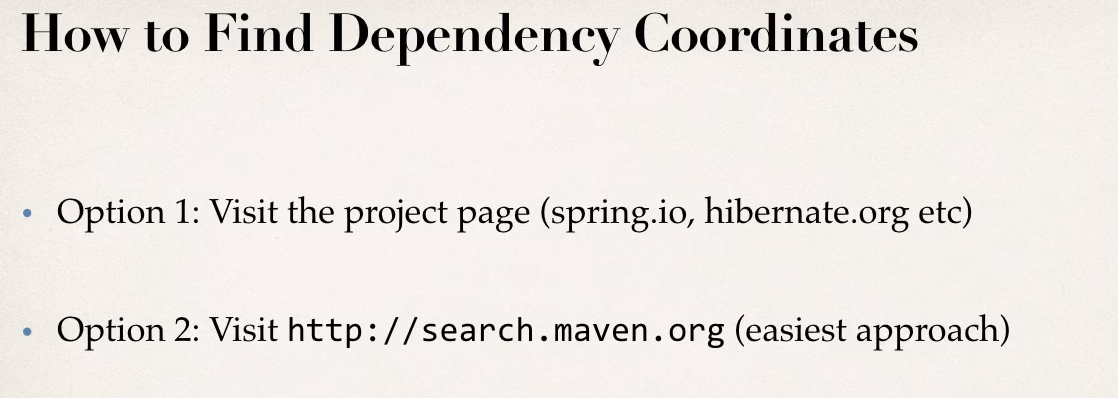 How to Find Dependency Coordinates
• Option 1: Visit the project page (spring.io, hibernate.org etc)
• Option 2: Visit http://search.maven.org (easiest approach)